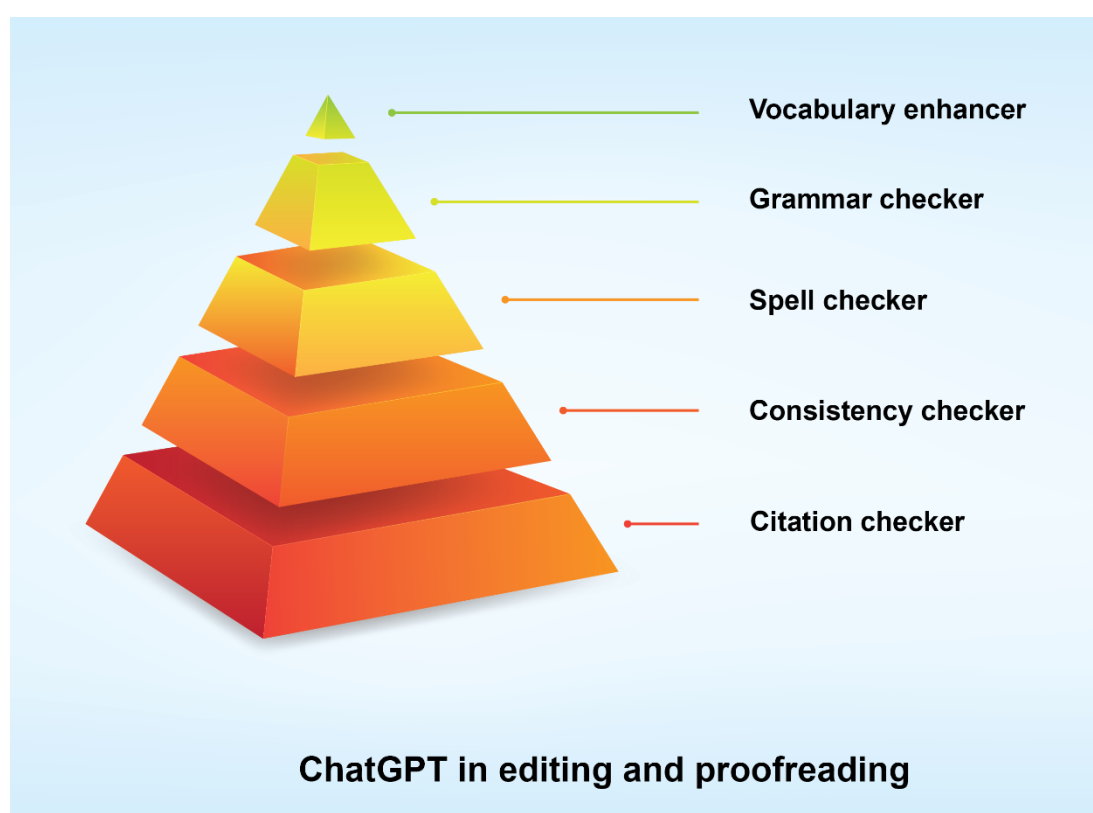 Vocabulary enhancer
Grammar checker
Spell checker
Consistency checker
Citation checker
ChatGPT in editing and proofreading